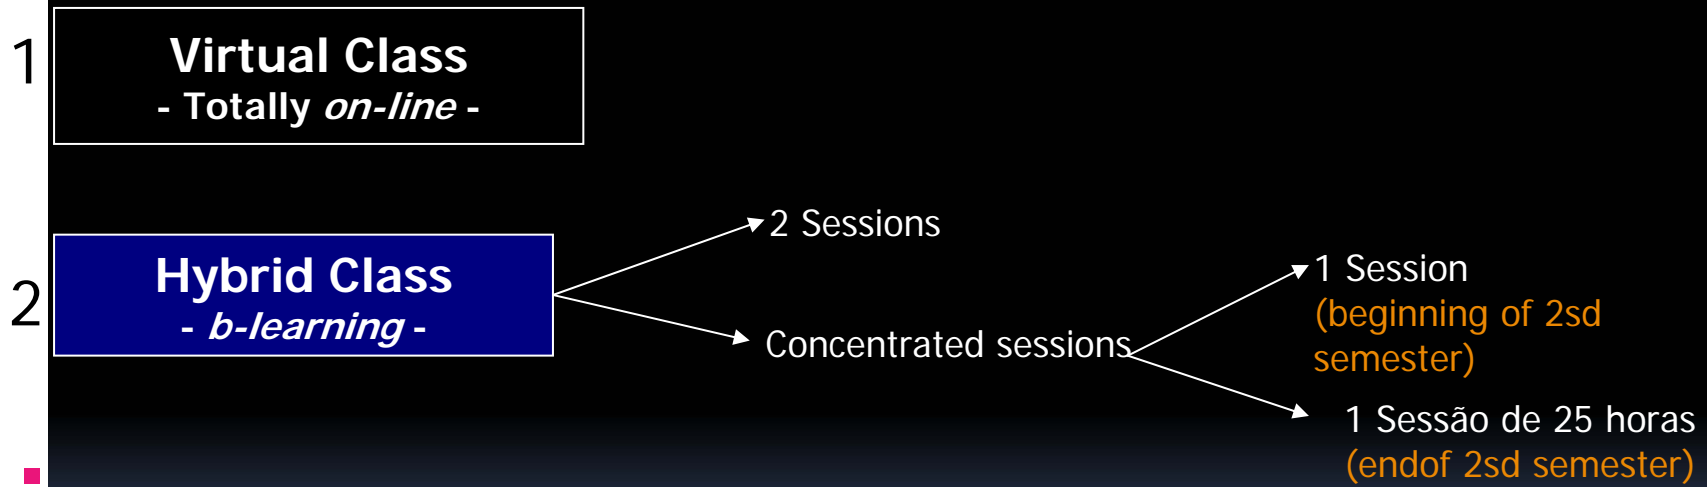 1
Virtual Class
- Totally on-line -
2
Hybrid Class
- b-learning -
2 Sessions
Concentrated sessions
1 Session
(beginning of 2sd
semester)
1 Sessão de 25 horas
(endof 2sd semester)